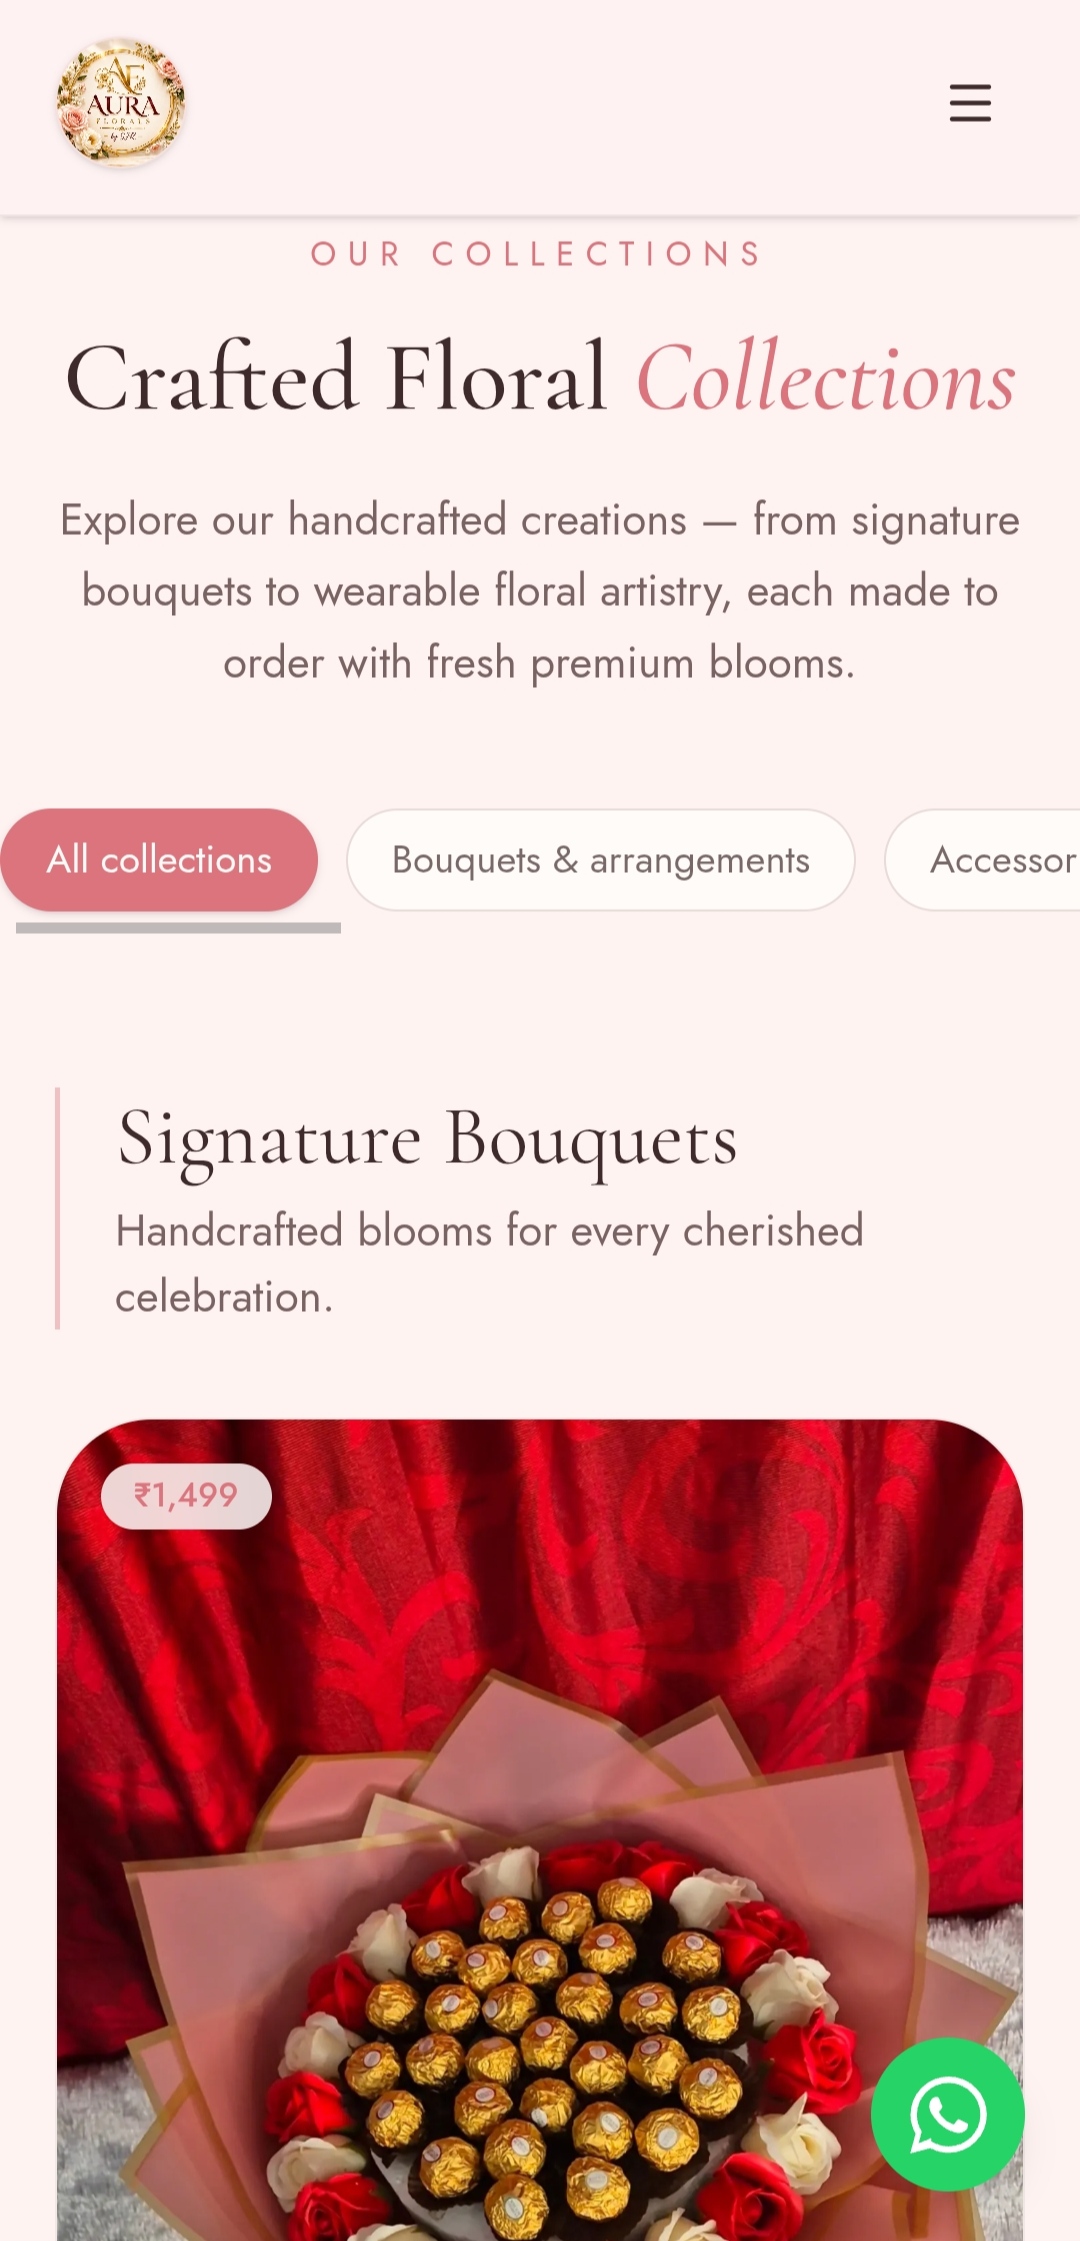 AF
AURA
FLORALS
OUR COLLECTIONS
Crafted Floral Collections
Explore our handcrafted creations — from signature
bouquets to wearable floral artistry, each made to
order with fresh premium blooms.
All collections
Bouquets & arrangements
Accessor
Signature Bouquets
Handcrafted blooms for every cherished
celebration.
₹1,499